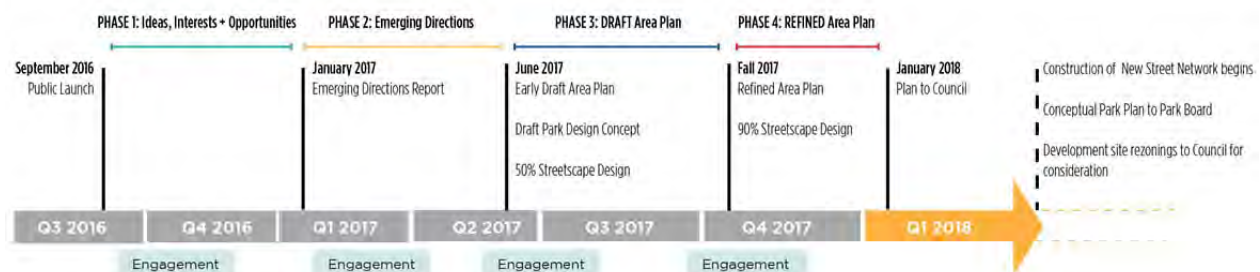 PHASE 1: Ideas, Interests + Opportunities
PHASE 2: Emerging Directions
PHASE 3: DRAFT Area Plan
PHASE 4: REFINED Area Plan
September 2016
Public Launch
January 2017
Emerging Directions Report
June 2017
Early Draft Area Plan
Draft Park Design Concept
50% Streetscape Design
Fall 2017
Refined Area Plan
90% Streetscape Design
January 2018
Plan to Council
Construction of New Street Network begins
Conceptual Park Plan to Park Board
Development site rezonings to Council for
consideration
Q3 2016
Q4 2016
Q1 2017
Q2 2017
Q3 2017
Q4 2017
Q1 2018
Engagement
Engagement
Engagement
Engagement